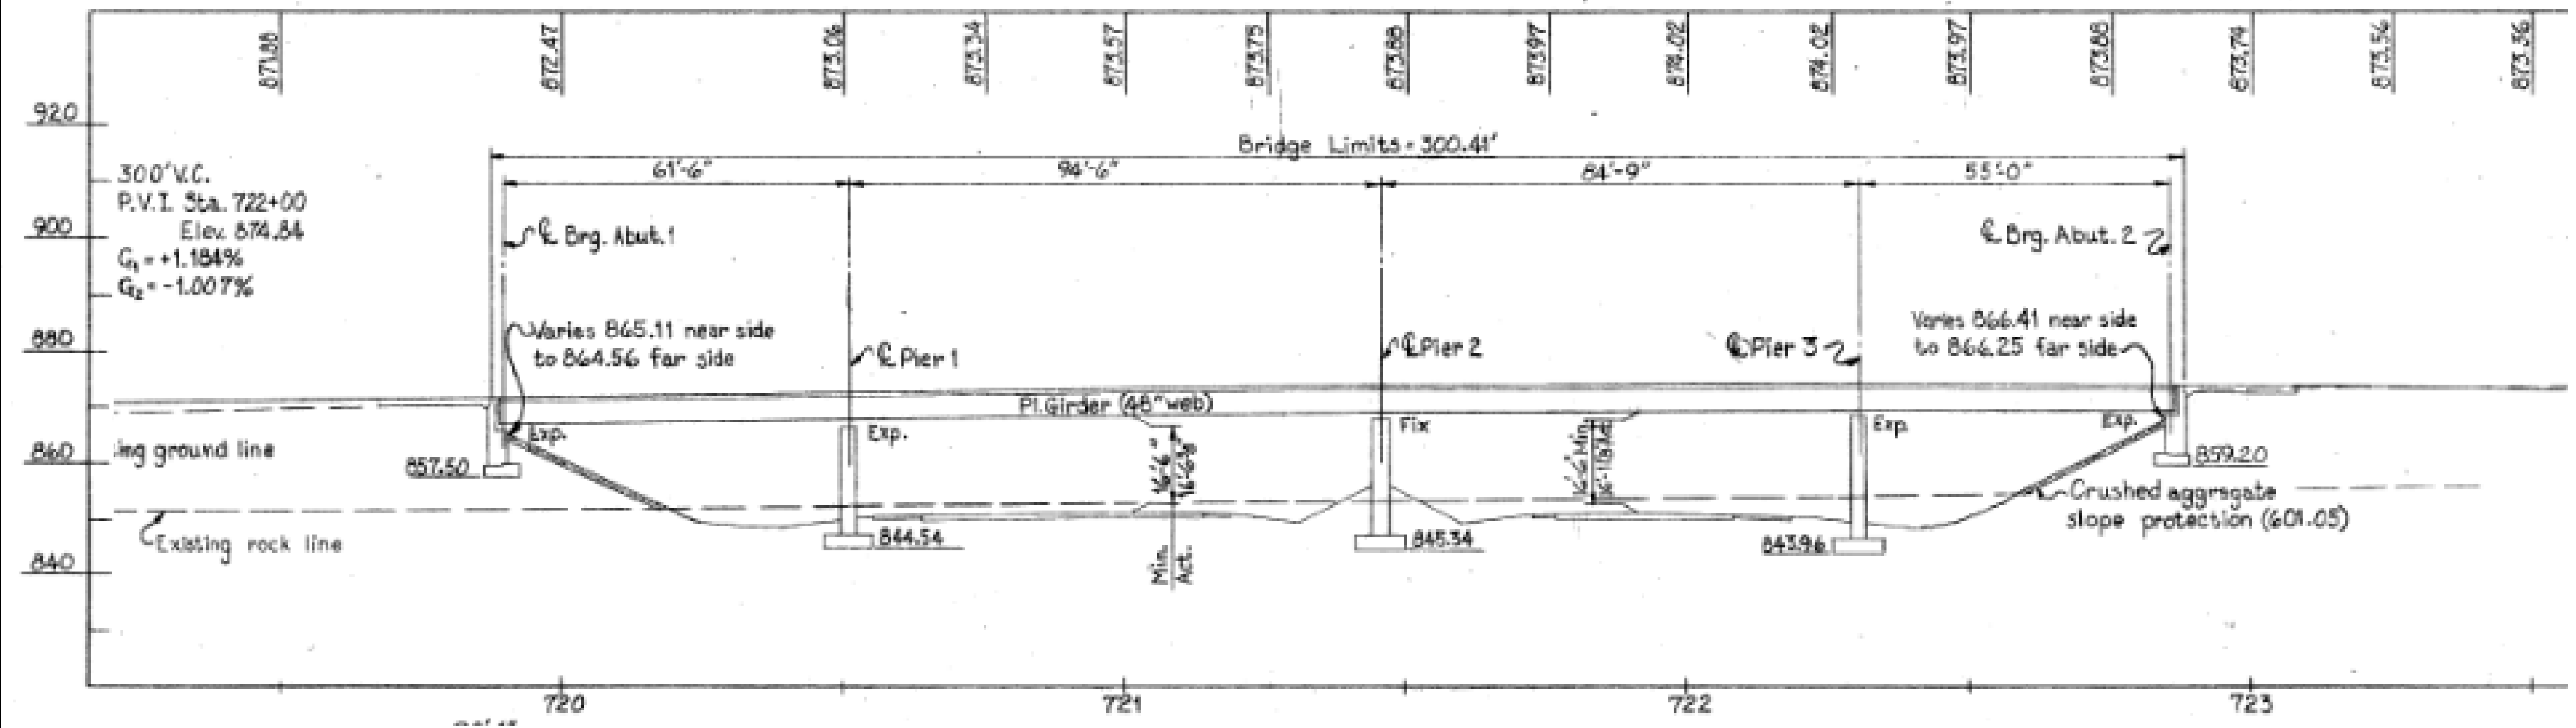 871.88
872.47
873.06
873.34
873.57
873.75
873.88
873.97
874.02
874.02
873.97
873.88
873.74
873.56
873.36
920
900
880
860
840
Bridge Limits = 300.41'
61'-6"
94'-6"
84'-9"
55'-0"
300' V.C.
P.V.I. Sta. 722+00
Elev. 874.84
G1 = +1.184%
G2 = -1.007%
℄ Brg. Abut. 1
℄ Brg. Abut. 2
Varies 865.11 near side
to 864.56 far side
℄ Pier 1
℄ Pier 2
℄ Pier 3
Varies 866.41 near side
to 866.25 far side
Pl. Girder (48" web)
Exp.
Exp.
Fix
Exp.
Exp.
ing ground line
857.50
859.20
16'-6"
Min.
Act.
16'-6" Min.
Existing rock line
844.54
845.34
843.96
Crushed aggregate
slope protection (601.05)
720
721
722
723